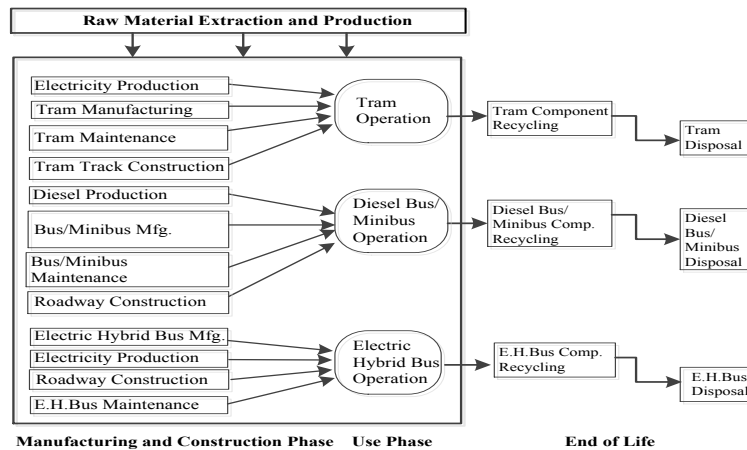 Raw Material Extraction and Production
Electricity Production
Tram Manufacturing
Tram Maintenance
Tram Track Construction
Tram
Operation
Tram Component
Recycling
Tram
Disposal
Diesel Production
Bus/Minibus Mfg.
Bus/Minibus
Maintenance
Roadway Construction
Diesel Bus/
Minibus
Operation
Diesel Bus/
Minibus Comp.
Recycling
Diesel
Bus/
Minibus
Disposal
Electric Hybrid Bus Mfg.
Electricity Production
Roadway Construction
E.H.Bus Maintenance
Electric
Hybrid Bus
Operation
E.H.Bus Comp.
Recycling
E.H.Bus
Disposal
Manufacturing and Construction Phase
Use Phase
End of Life